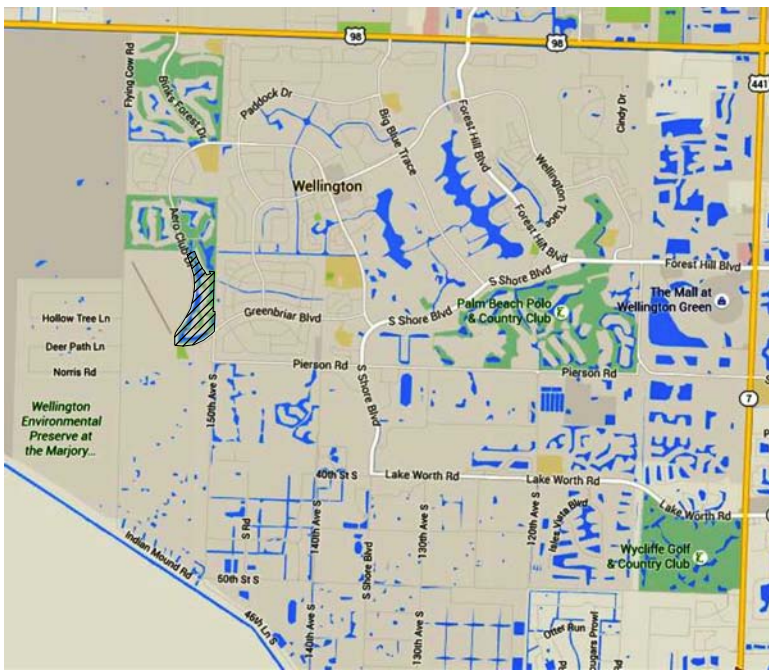 98
98
441
Flying Cow Rd
Binks Forest Dr
Paddock Dr
Big Blue Trace
Forest Hill Blvd
Cindy Dr
Wellington
Wellington
Trace
Forest Hill Blvd
Forest Hill Blvd
Aero Club Dr
S Shore Blvd
The Mall at
Wellington Green
Palm Beach Polo
& Country Club
Hollow Tree Ln
Greenbriar Blvd
S Shore Blvd
Deer Path Ln
Norris Rd
Pierson Rd
Pierson Rd
S
7
150th Ave S
S Shore Blvd
Wellington
Environmental
Preserve at
the Marjory...
40th St S
Lake Worth Rd
Lake Worth Rd
Lake Worth Rd
S Rd
140th Ave S
130th Ave S
120th Ave S
Isles Vista Blvd
Indian Mound Rd
50th St S
S Shore Blvd
Wycliffe Golf
& Country Club
46th Ln S
140th Ave S
130th Ave S
Otter Run
Rd
ugars Prowl
Rd